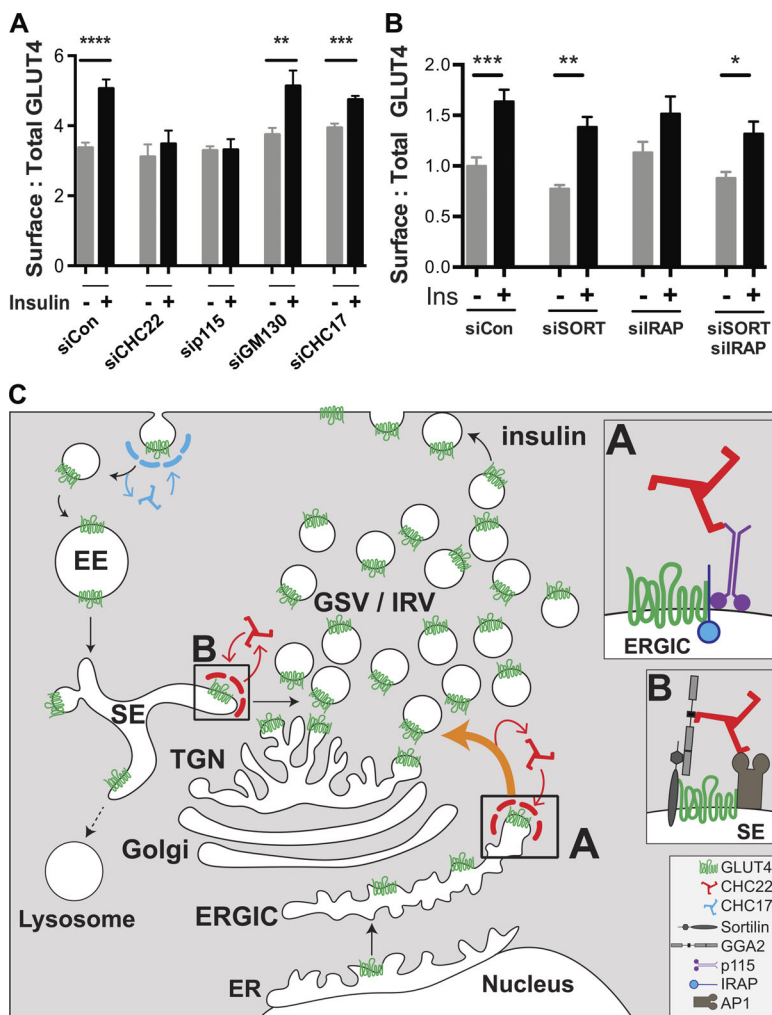 A
Surface : Total GLUT4
6
4
2
0
**** ** ***
Insulin - + - + - + - + - +
siCon siCHC22 sip115 siGM130 siCHC17
B
Surface : Total GLUT4
2.0
1.5
1.0
0.5
0.0
*** ** *
Ins - + - + - + - +
siCon siSORT siIRAP siSORT
siIRAP
C
insulin
EE
GSV / IRV
B
SE
TGN
Golgi
A
Lysosome
ERGIC
ER
Nucleus
A
ERGIC
B
SE
GLUT4
CHC22
CHC17
Sortilin
GGA2
p115
IRAP
AP1